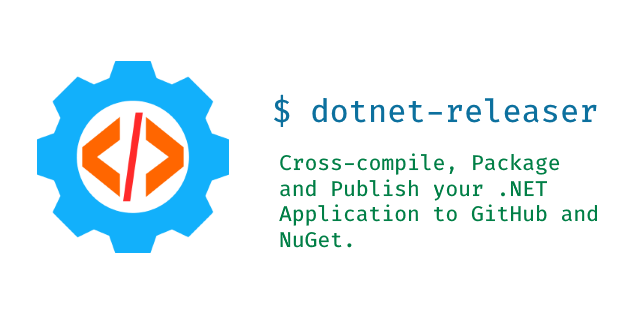 $ dotnet-releaser
Cross-compile, Package
and Publish your .NET
Application to GitHub and
NuGet.